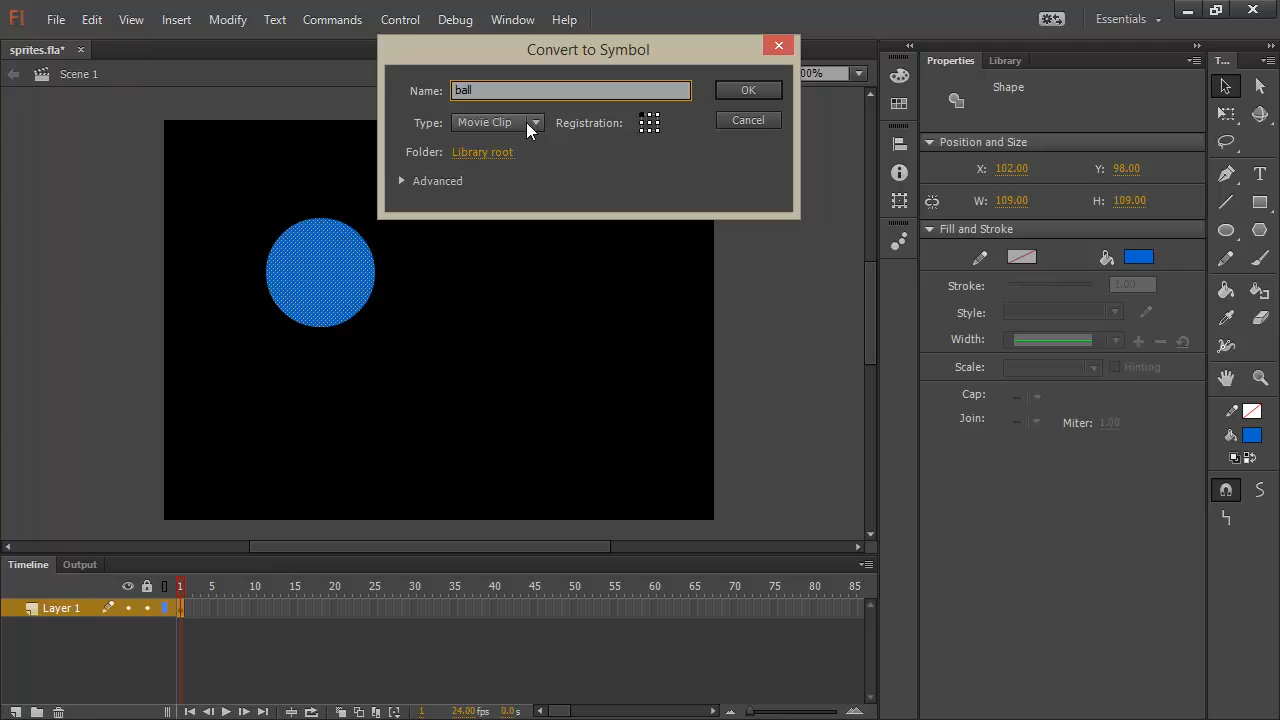 Fl File Edit View Insert Modify Text Commands Control Debug Window Help Essentials
sprites.fla* ×
Scene 1
00%
Convert to Symbol
Name: ball OK
Type: Movie Clip Registration: Cancel
Folder: Library root
Advanced
Properties Library T...
Shape
Position and Size
X: 102.00 Y: 98.00
W: 109.00 H: 109.00
Fill and Stroke
Stroke: 1.00
Style:
Width:
Scale: Hinting
Cap:
Join: Miter: 1.00
Timeline Output
1 5 10 15 20 25 30 35 40 45 50 55 60 65 70 75 80 85
Layer 1
1 24.00 fps 0.0 s